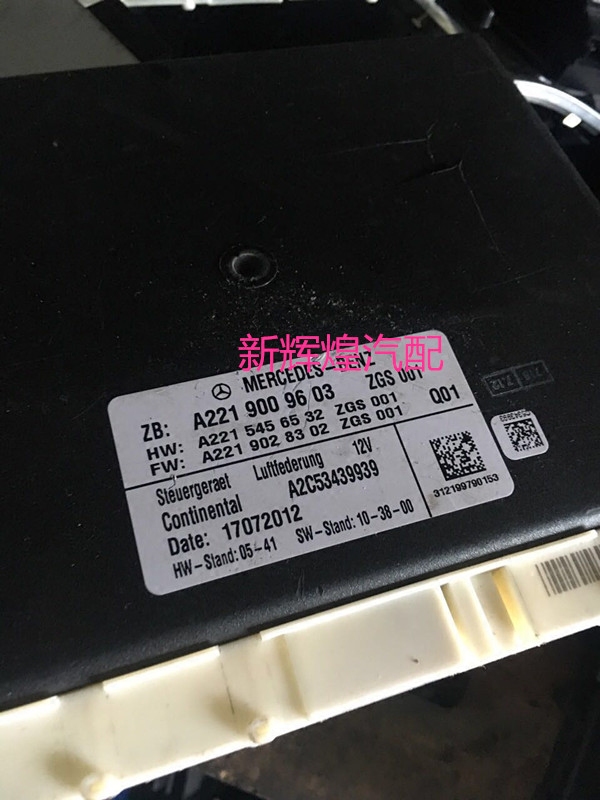 新辉煌汽配
MERCEDES-BENZ
ZB: A221 900 96 03 ZGS 001
HW: A221 545 65 32 ZGS 001 Q01
FW: A221 902 83 02 ZGS 001
Steuergeraet Luftfederung 12V
Continental A2C53439939
Date: 17072012
HW-Stand: 05-41 SW-Stand: 10-38-00
312199790153